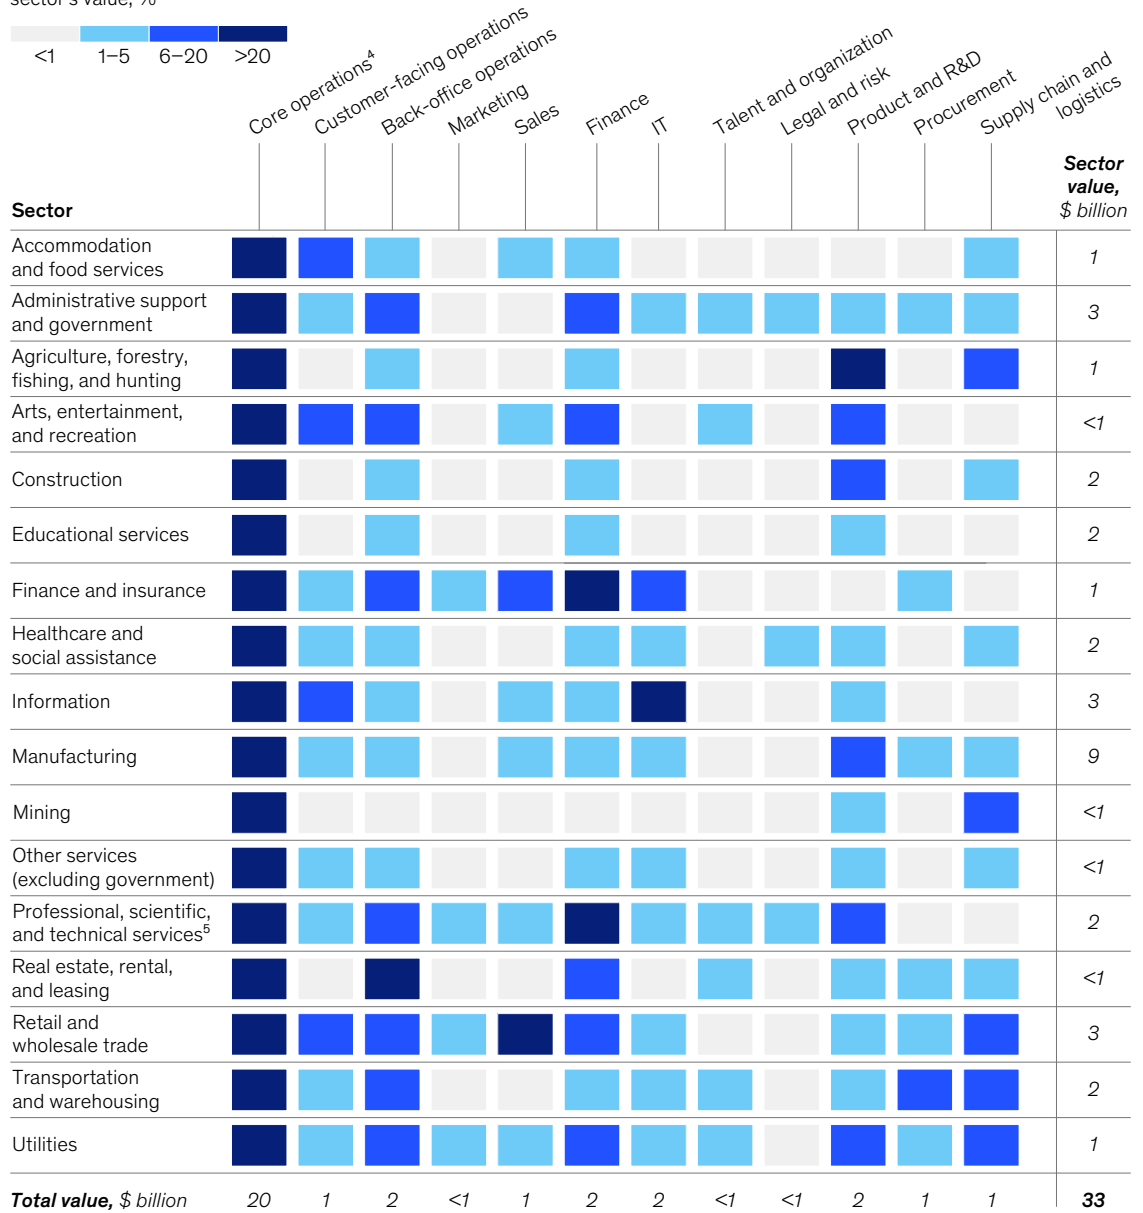 sector's value, %
<1 1–5 6–20 >20
Core operations⁴
Customer-facing operations
Back-office operations
Marketing
Sales
Finance
IT
Talent and organization
Legal and risk
Product and R&D
Procurement
Supply chain and
logistics
Sector
value,
$ billion
Sector
Accommodation
and food services
1
Administrative support
and government
3
Agriculture, forestry,
fishing, and hunting
1
Arts, entertainment,
and recreation
<1
Construction
2
Educational services
2
Finance and insurance
1
Healthcare and
social assistance
2
Information
3
Manufacturing
9
Mining
<1
Other services
(excluding government)
<1
Professional, scientific,
and technical services⁵
2
Real estate, rental,
and leasing
<1
Retail and
wholesale trade
3
Transportation
and warehousing
2
Utilities
1
Total value, $ billion 20 1 2 <1 1 2 2 <1 <1 2 1 1 33